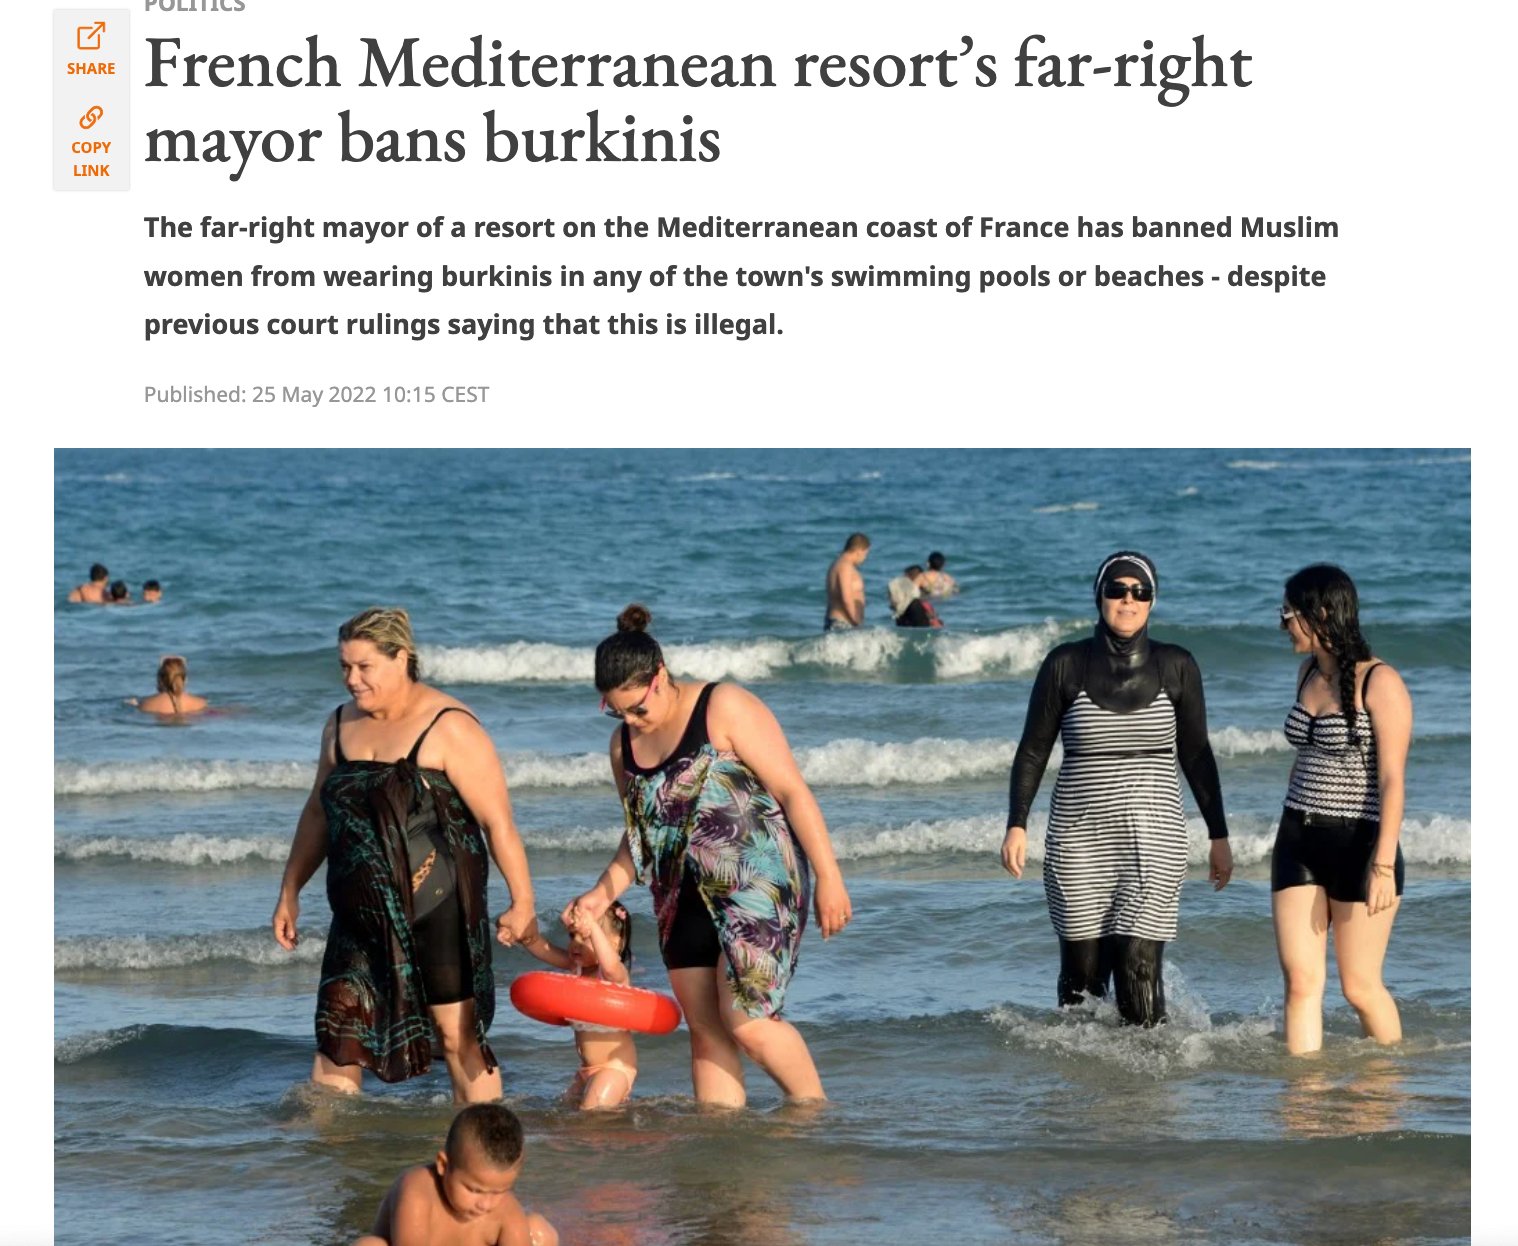 POLITICS
SHARE
COPY
LINK
French Mediterranean resort’s far-right
mayor bans burkinis
The far-right mayor of a resort on the Mediterranean coast of France has banned Muslim
women from wearing burkinis in any of the town's swimming pools or beaches - despite
previous court rulings saying that this is illegal.
Published: 25 May 2022 10:15 CEST